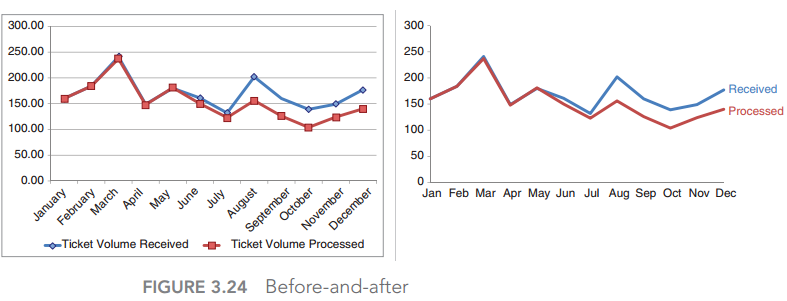 300.00
250.00
200.00
150.00
100.00
50.00
0.00
January
February
March
April
May
June
July
August
September
October
November
December
Ticket Volume Received
Ticket Volume Processed
300
250
200
150
100
50
0
Received
Processed
Jan Feb Mar Apr May Jun Jul Aug Sep Oct Nov Dec
FIGURE 3.24 Before-and-after